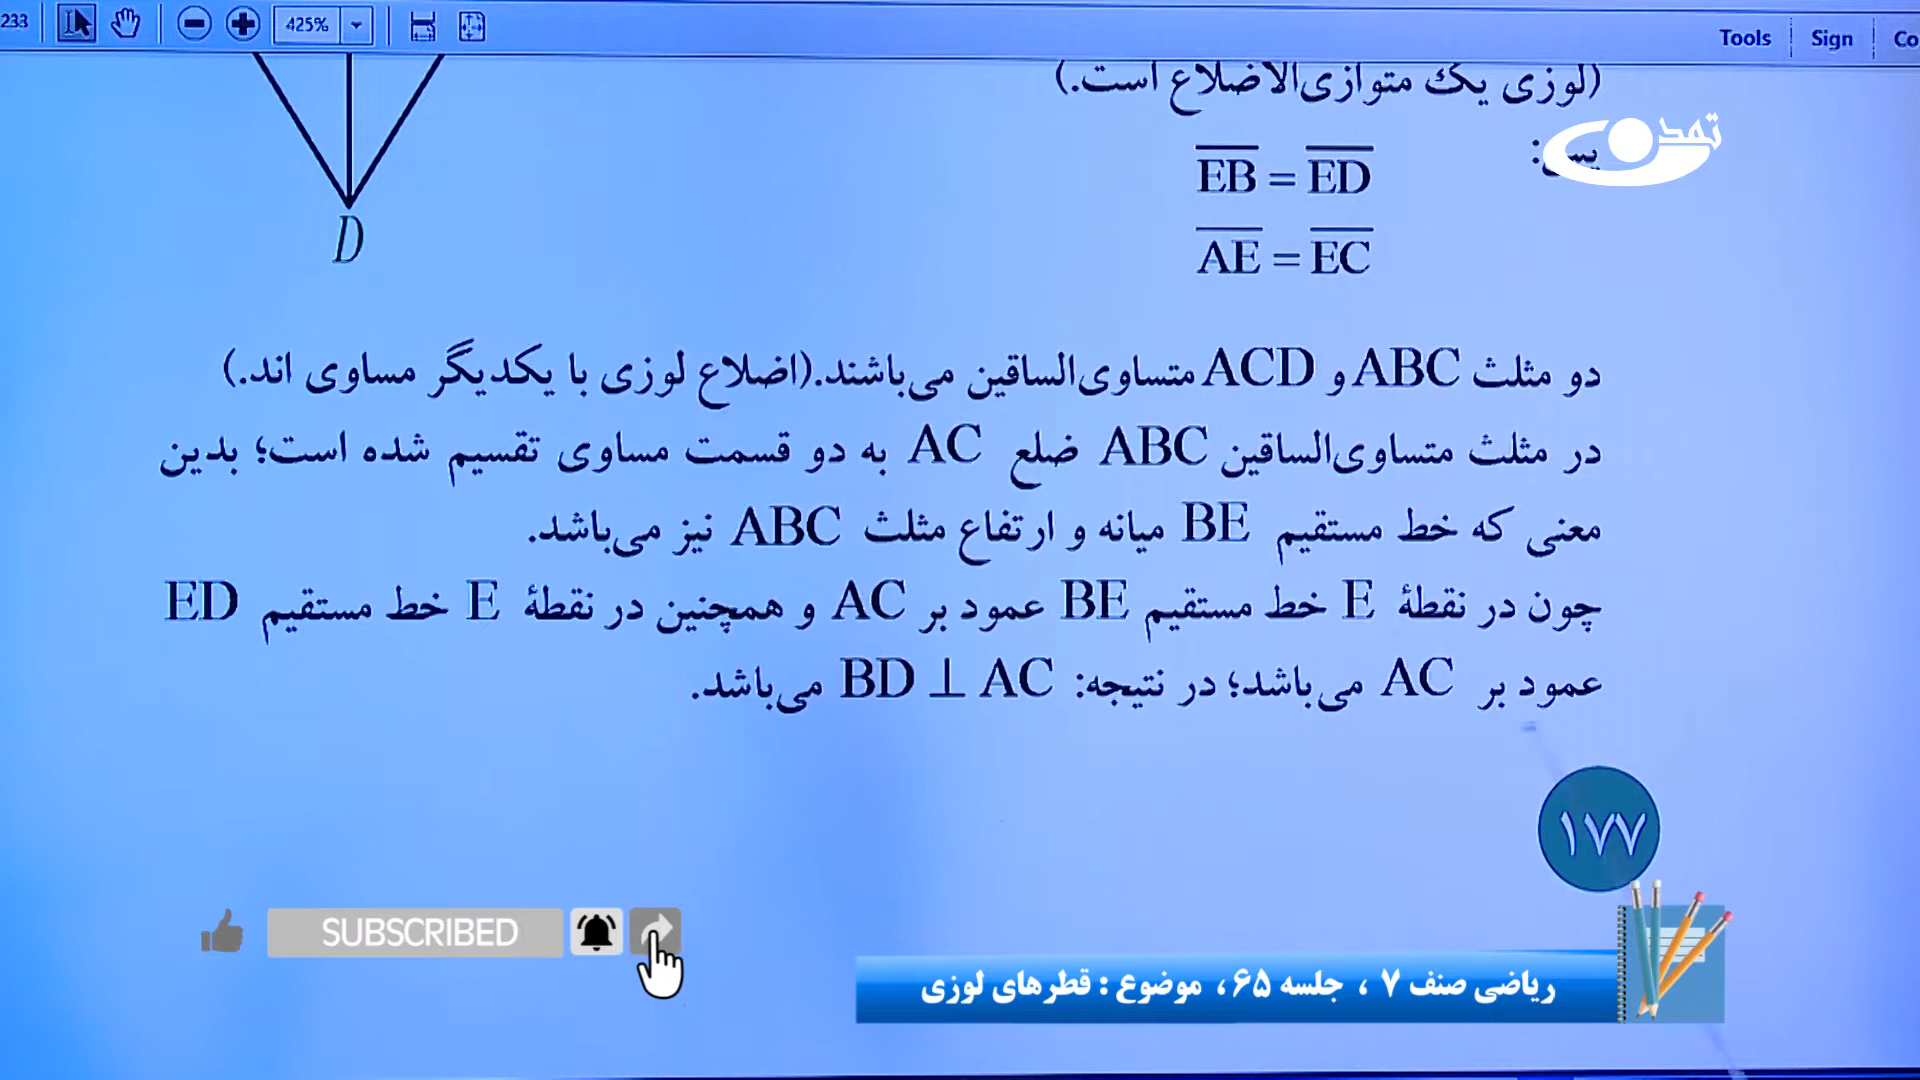 233
425%
Tools
Sign
Co
(لوزی یک متوازی‌الاضلاع است.)
تمدن
پس:
EB = ED
AE = EC
D
دو مثلث ABC و ACD متساوی‌الساقین می‌باشند.(اضلاع لوزی با یکدیگر مساوی اند.)
در مثلث متساوی‌الساقین ABC ضلع AC به دو قسمت مساوی تقسیم شده است؛ بدین
معنی که خط مستقیم BE میانه و ارتفاع مثلث ABC نیز می‌باشد.
چون در نقطهٔ E خط مستقیم BE عمود بر AC و همچنین در نقطهٔ E خط مستقیم ED
عمود بر AC می‌باشد؛ در نتیجه: BD ⊥ AC می‌باشد.
۱۷۷
SUBSCRIBED
ریاضی صنف ۷ ، جلسه ۶۵، موضوع : قطرهای لوزی